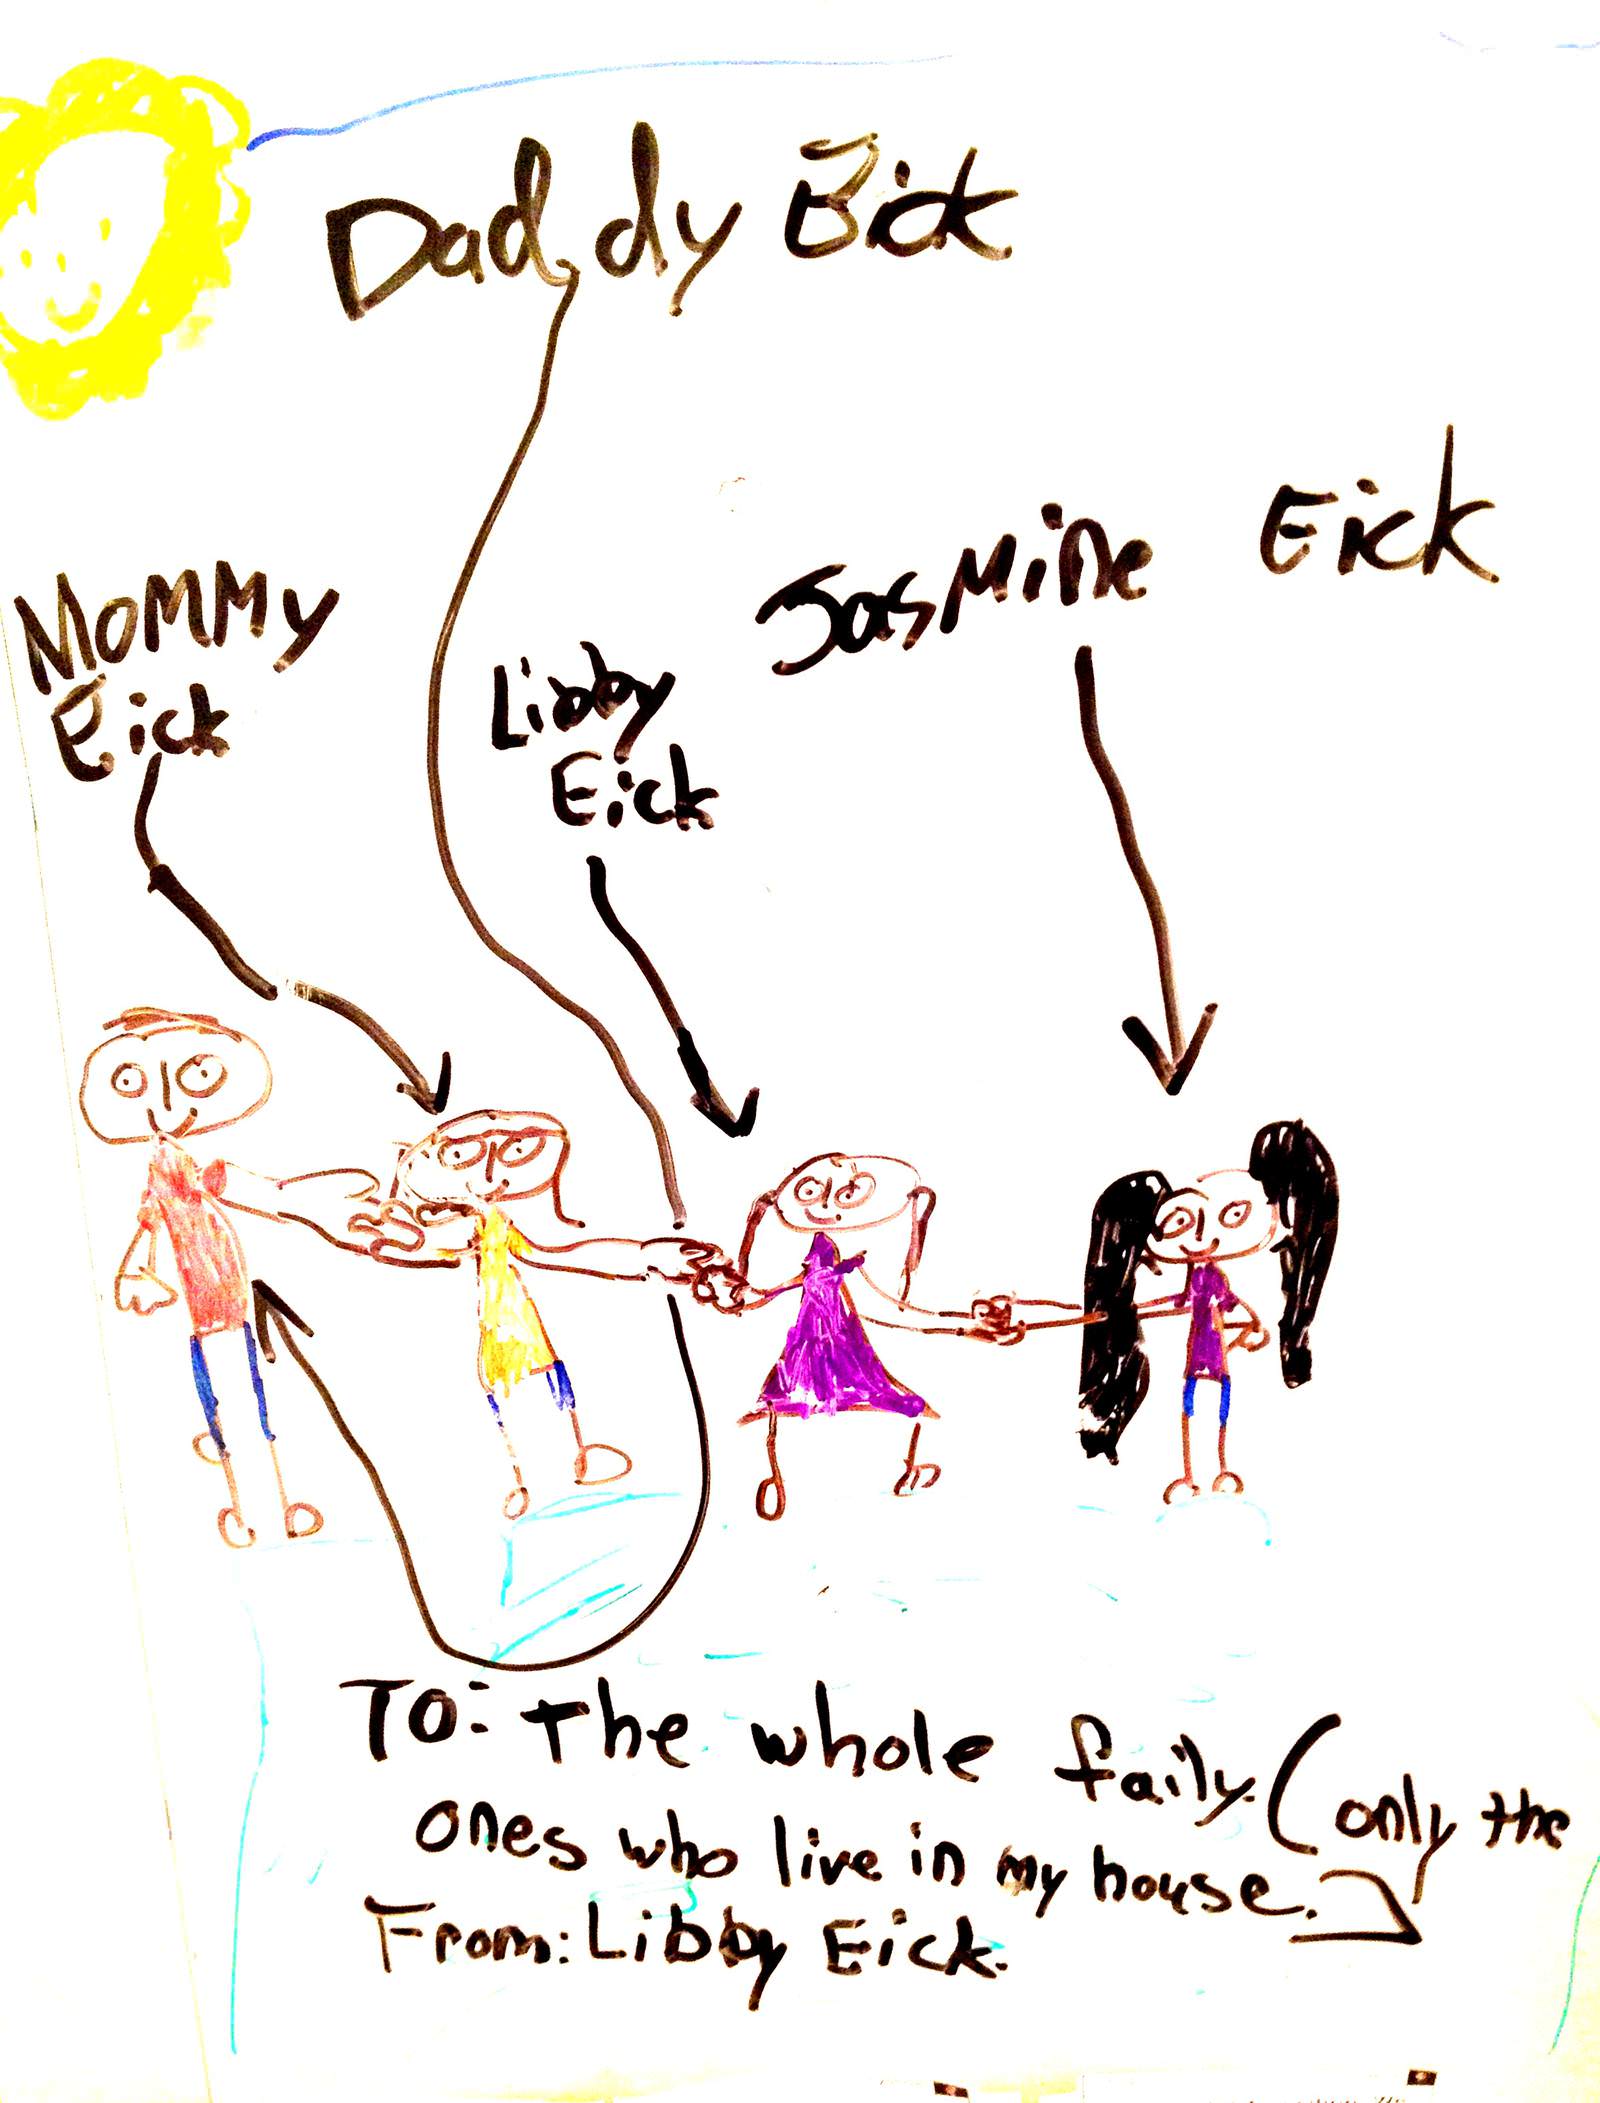 Daddy Eick
Jasmine Eick
Mommy
Eick
Libby
Eick
To: The whole faily. (only the
ones who live in my house.)
From: Libby Eick.